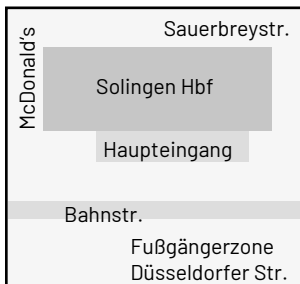 Sauerbreystr.
McDonald's
Solingen Hbf
Haupteingang
Bahnstr.
Fußgängerzone
Düsseldorfer Str.